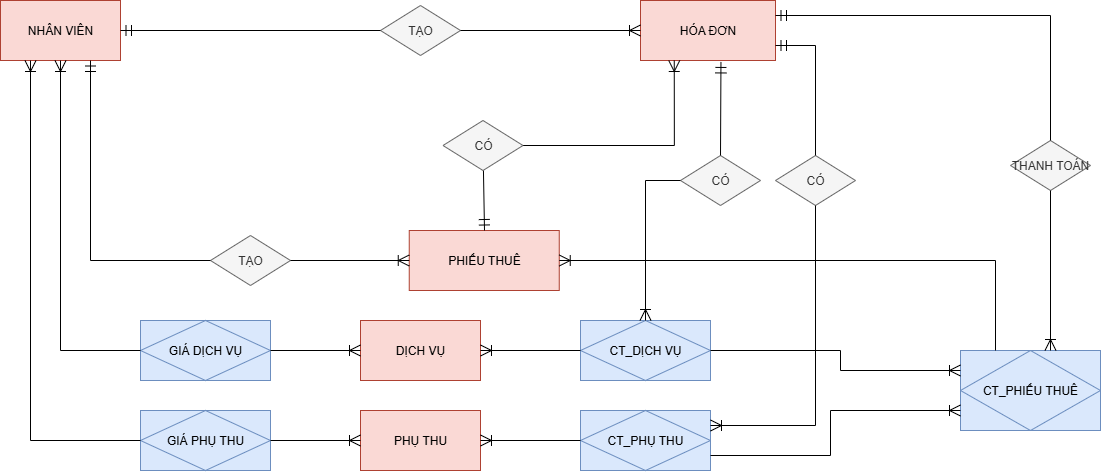 NHÂN VIÊN
TẠO
HÓA ĐƠN
CÓ
THANH TOÁN
CÓ
CÓ
TẠO
PHIẾU THUÊ
GIÁ DỊCH VỤ
DỊCH VỤ
CT_DỊCH VỤ
CT_PHIẾU THUÊ
GIÁ PHỤ THU
PHỤ THU
CT_PHỤ THU